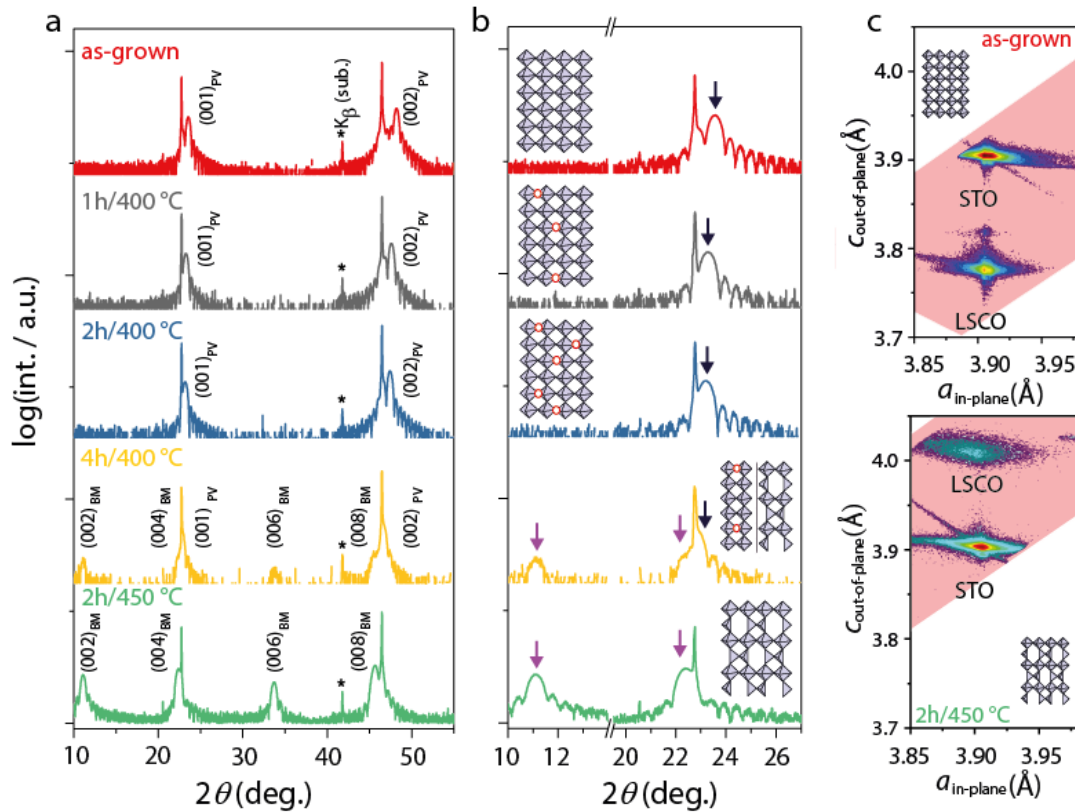 a
b
c
log(int./ a.u.)
as-grown
(001)PV
*Kβ (sub.)
(002)PV
1h/400 °C
(001)PV
*
(002)PV
2h/400 °C
(001)PV
*
(002)PV
4h/400 °C
(002)BM
(004)BM
(001)PV
(006)BM
*
(008)BM
(002)PV
2h/450 °C
(002)BM
(004)BM
(006)BM
*
(008)BM
10 20 30 40 50
2θ (deg.)
//
//
10 12 20 22 24 26
2θ (deg.)
as-grown
4.0
3.9
3.8
3.7
Cout-of-plane(Å)
STO
LSCO
3.85 3.90 3.95
ain-plane(Å)
4.0
3.9
3.8
3.7
Cout-of-plane(Å)
LSCO
STO
2h/450 °C
3.85 3.90 3.95
ain-plane(Å)